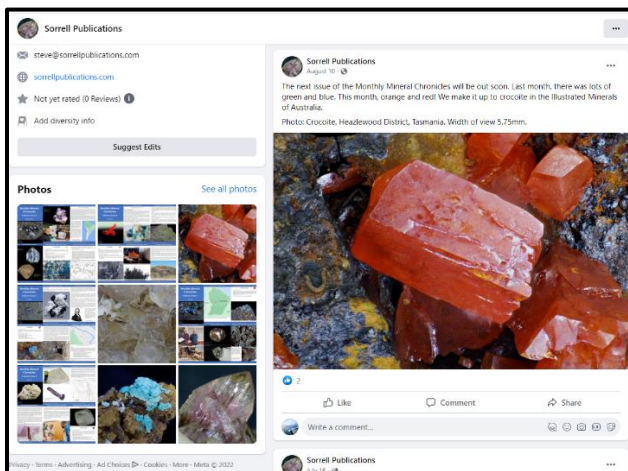 Sorrell Publications
steve@sorrellpublications.com
sorrellpublications.com
Not yet rated (0 Reviews)
Add diversity info
Suggest Edits
Photos
See all photos
Privacy · Terms · Advertising · Ad Choices · Cookies · More · Meta © 2022
Sorrell Publications
August 10
The next issue of the Monthly Mineral Chronicles will be out soon. Last month, there was lots of
green and blue. This month, orange and red! We make it up to crocoite in the Illustrated Minerals
of Australia.
Photo: Crocoite, Heazlewood District, Tasmania. Width of view 5.75mm.
2
Like
Comment
Share
Write a comment...
Sorrell Publications